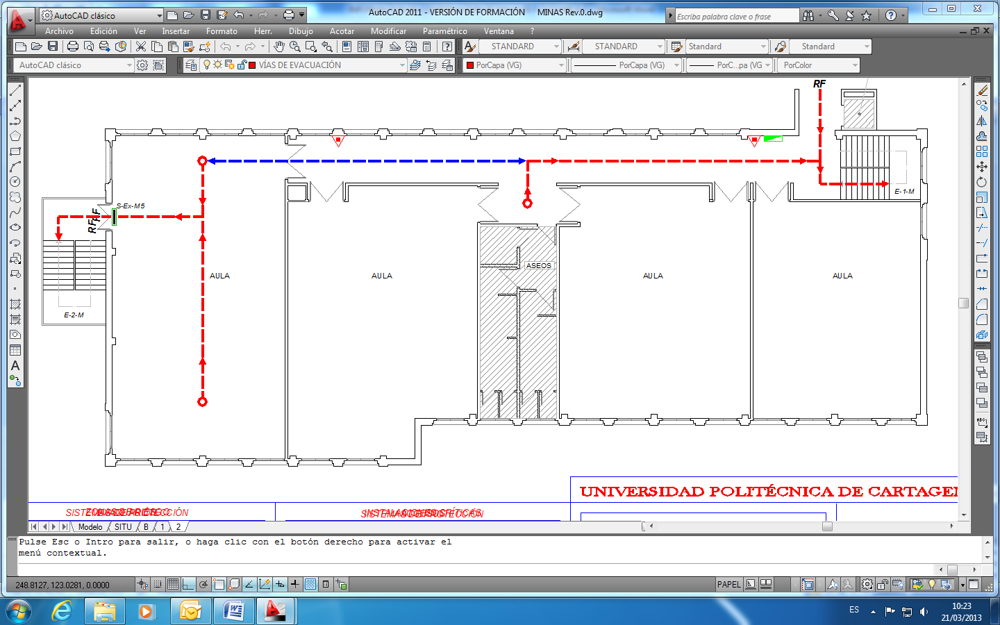 AutoCAD clásico
AutoCAD 2011 - VERSIÓN DE FORMACIÓN MINAS Rev.0.dwg
Escriba palabra clave o frase
Archivo Edición Ver Insertar Formato Herr. Dibujo Acotar Modificar Paramétrico Ventana ?
STANDARD STANDARD Standard Standard
AutoCAD clásico VÍAS DE EVACUACIÓN PorCapa (VG) PorCapa (VG) PorC...pa (VG PorColor
RF
E-1-M
S-Ex-M5
RF
RF
AULA AULA ASEOS AULA AULA
E-2-M
UNIVERSIDAD POLITÉCNICA DE CARTAGEN
Modelo SITU B 1 2
Pulse Esc o Intro para salir, o haga clic con el botón derecho para activar el
menú contextual.
248.8127, 123.0281, 0.0000 PAPEL
ES 10:23
21/03/2013